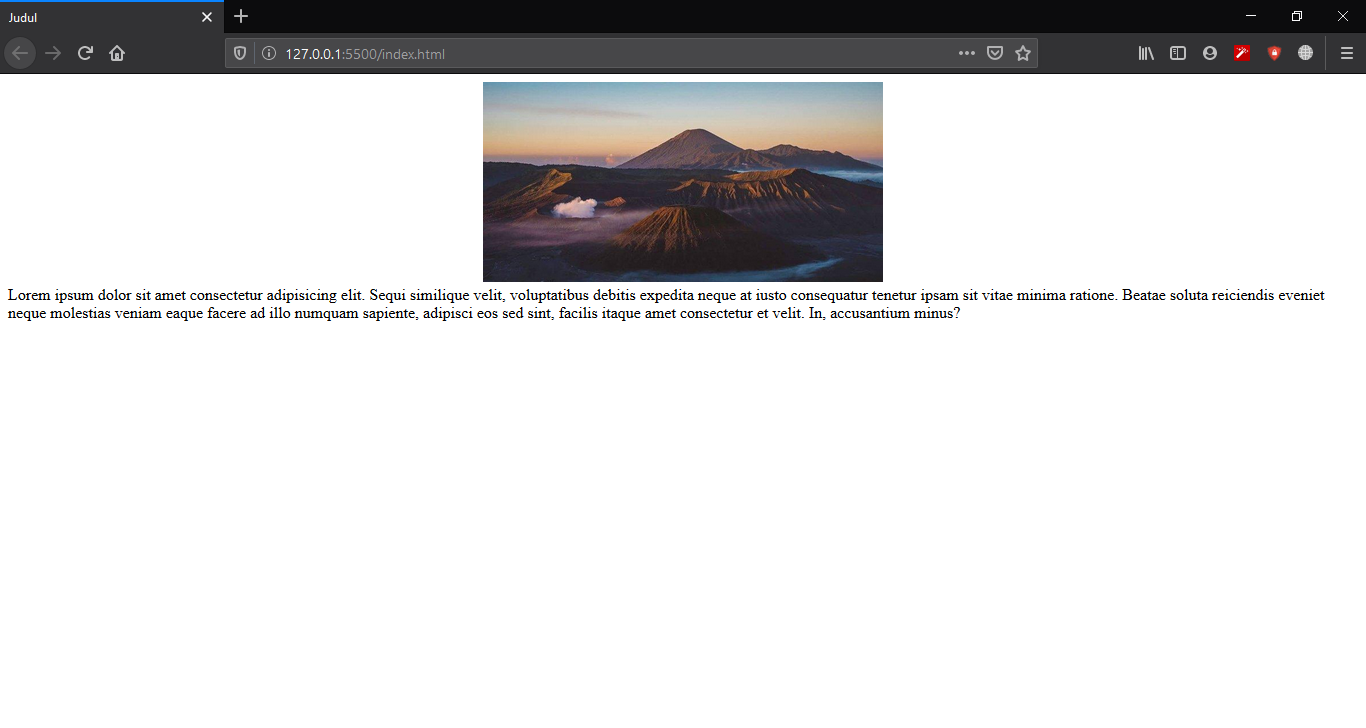 Judul
127.0.0.1:5500/index.html
Lorem ipsum dolor sit amet consectetur adipisicing elit. Sequi similique velit, voluptatibus debitis expedita neque at iusto consequatur tenetur ipsam sit vitae minima ratione. Beatae soluta reiciendis eveniet
neque molestias veniam eaque facere ad illo numquam sapiente, adipisci eos sed sint, facilis itaque amet consectetur et velit. In, accusantium minus?